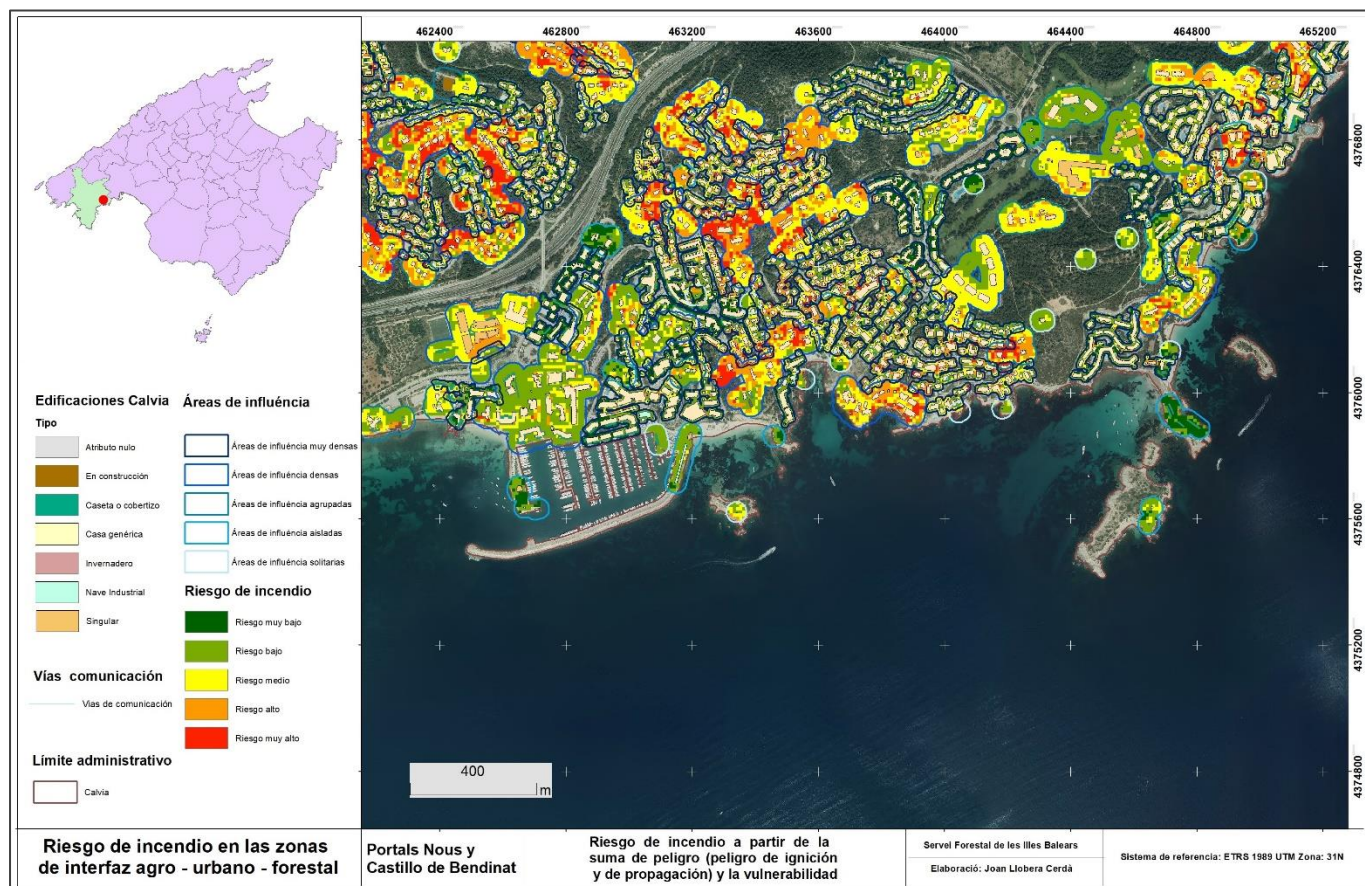 462400
462800
463200
463600
464000
464400
464800
465200
4376800
4376400
4376000
4375600
4375200
4374800
Edificaciones Calvia
Tipo
Atributo nulo
En construcción
Caseta o cobertizo
Casa genérica
Invernadero
Nave Industrial
Singular
Vías comunicación
Vias de comunicación
Límite administrativo
Calvia
Áreas de influéncia
Áreas de influéncia muy densas
Áreas de influéncia densas
Áreas de influéncia agrupadas
Áreas de influéncia aisladas
Áreas de influéncia solitarias
Riesgo de incendio
Riesgo muy bajo
Riesgo bajo
Riesgo medio
Riesgo alto
Riesgo muy alto
400
m
Riesgo de incendio en las zonas
de interfaz agro - urbano - forestal
Portals Nous y
Castillo de Bendinat
Riesgo de incendio a partir de la
suma de peligro (peligro de ignición
y de propagación) y la vulnerabilidad
Servei Forestal de les Illes Balears
Elaboració: Joan Llobera Cerdà
Sistema de referencia: ETRS 1989 UTM Zona: 31N